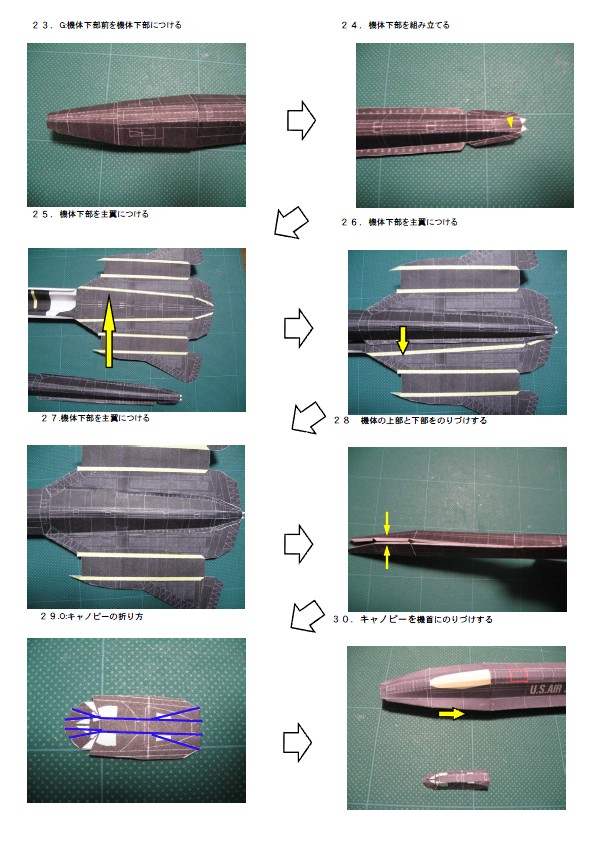 ２３．G:機体下部前を機体下部につける
２４．機体下部を組み立てる
２５．機体下部を主翼につける
２６．機体下部を主翼につける
２７.機体下部を主翼につける
２８　機体の上部と下部をのりづけする
２９.O:キャノピーの折り方
３０．キャノピーを機首にのりづけする
U.S.AIR